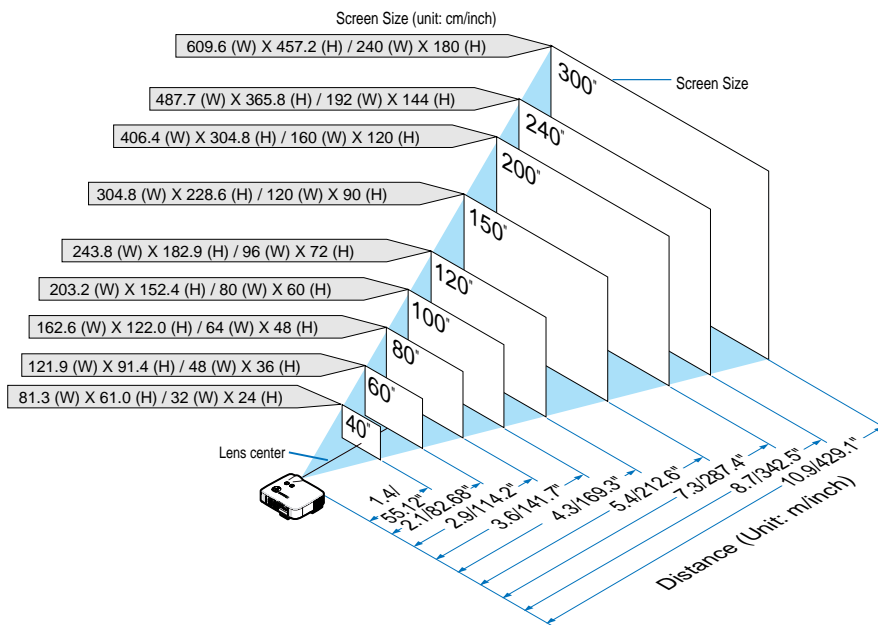 Screen Size (unit: cm/inch)
609.6 (W) X 457.2 (H) / 240 (W) X 180 (H)
300"
Screen Size
487.7 (W) X 365.8 (H) / 192 (W) X 144 (H)
240"
406.4 (W) X 304.8 (H) / 160 (W) X 120 (H)
200"
304.8 (W) X 228.6 (H) / 120 (W) X 90 (H)
150"
243.8 (W) X 182.9 (H) / 96 (W) X 72 (H)
120"
203.2 (W) X 152.4 (H) / 80 (W) X 60 (H)
100"
162.6 (W) X 122.0 (H) / 64 (W) X 48 (H)
80"
121.9 (W) X 91.4 (H) / 48 (W) X 36 (H)
60"
81.3 (W) X 61.0 (H) / 32 (W) X 24 (H)
40"
Lens center
1.4/
55.12"
2.1/82.68"
2.9/114.2"
3.6/141.7"
4.3/169.3"
5.4/212.6"
7.3/287.4"
8.7/342.5"
10.9/429.1"
Distance (Unit: m/inch)